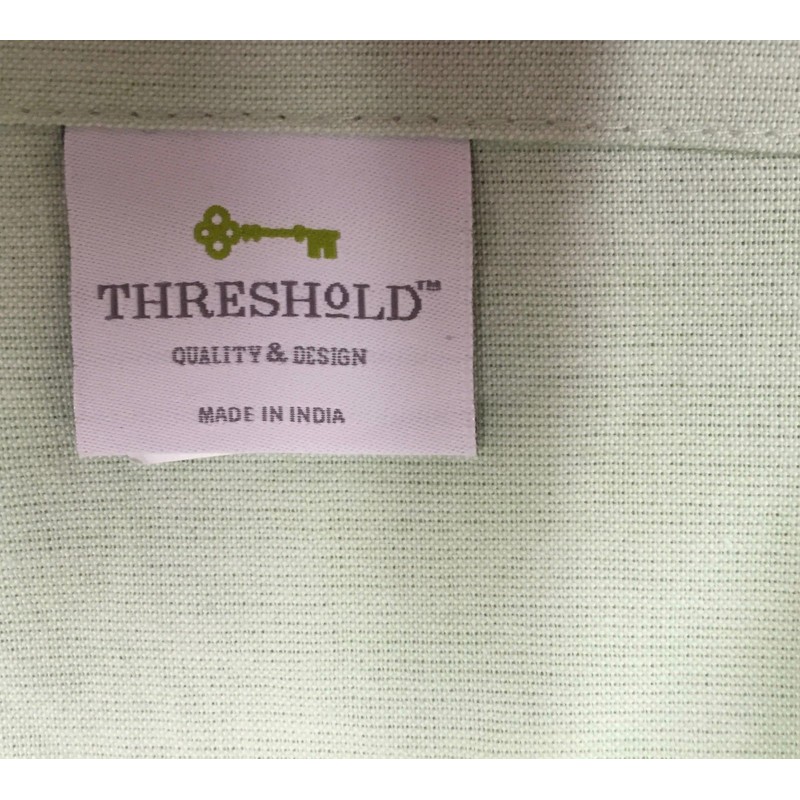 THRESHOLD™
QUALITY & DESIGN
MADE IN INDIA